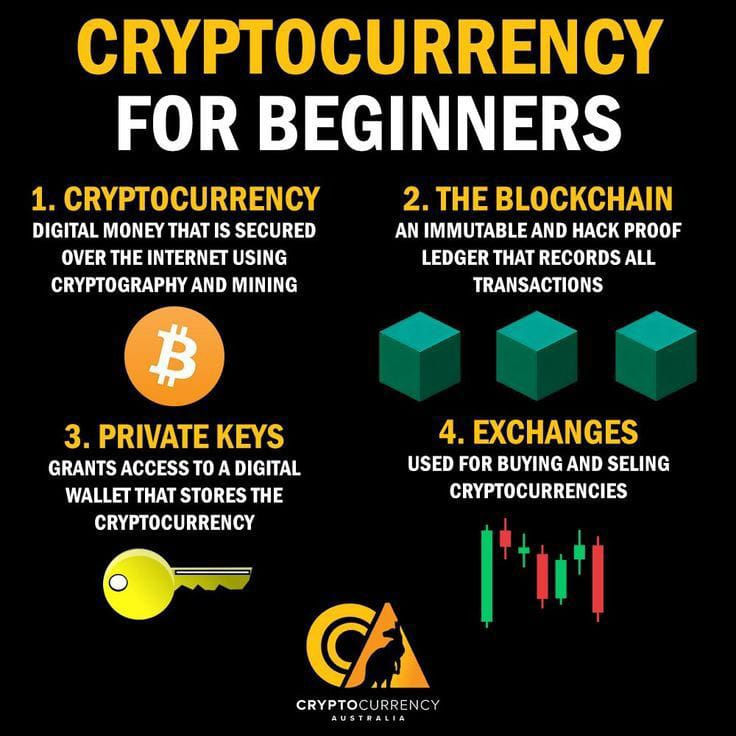 CRYPTOCURRENCY
FOR BEGINNERS
1. CRYPTOCURRENCY
DIGITAL MONEY THAT IS SECURED
OVER THE INTERNET USING
CRYPTOGRAPHY AND MINING
2. THE BLOCKCHAIN
AN IMMUTABLE AND HACK PROOF
LEDGER THAT RECORDS ALL
TRANSACTIONS
3. PRIVATE KEYS
GRANTS ACCESS TO A DIGITAL
WALLET THAT STORES THE
CRYPTOCURRENCY
4. EXCHANGES
USED FOR BUYING AND SELING
CRYPTOCURRENCIES
CRYPTOCURRENCY
AUSTRALIA